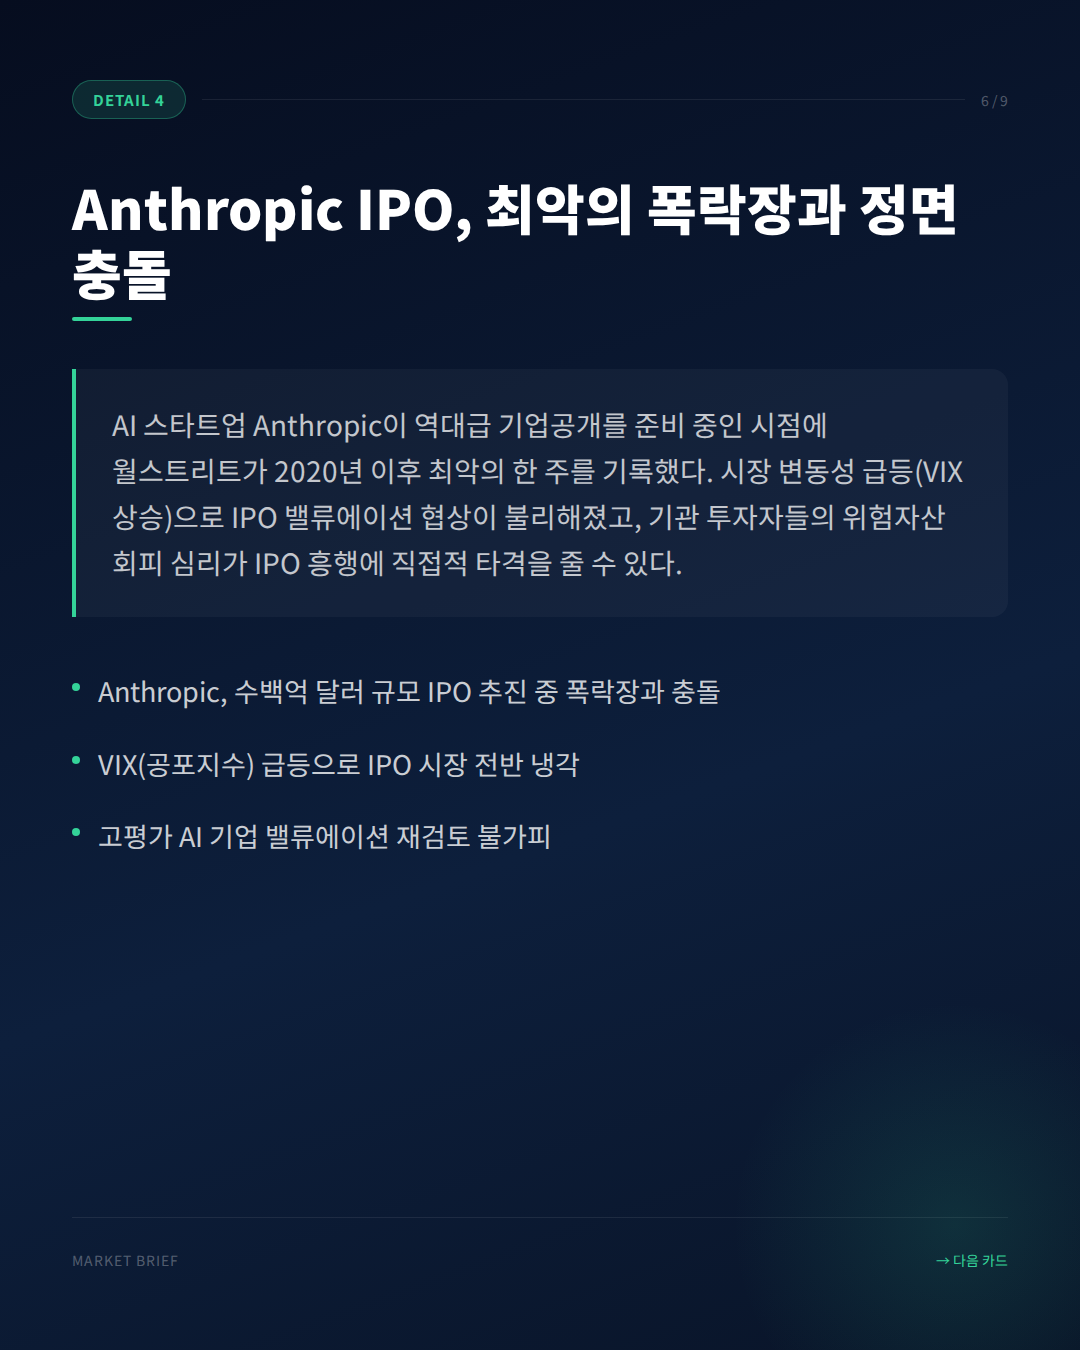 DETAIL 4
6 / 9
Anthropic IPO, 최악의 폭락장과 정면
충돌
AI 스타트업 Anthropic이 역대급 기업공개를 준비 중인 시점에
월스트리트가 2020년 이후 최악의 한 주를 기록했다. 시장 변동성 급등(VIX
상승)으로 IPO 밸류에이션 협상이 불리해졌고, 기관 투자자들의 위험자산
회피 심리가 IPO 흥행에 직접적 타격을 줄 수 있다.
Anthropic, 수백억 달러 규모 IPO 추진 중 폭락장과 충돌
VIX(공포지수) 급등으로 IPO 시장 전반 냉각
고평가 AI 기업 밸류에이션 재검토 불가피
MARKET BRIEF
→ 다음 카드